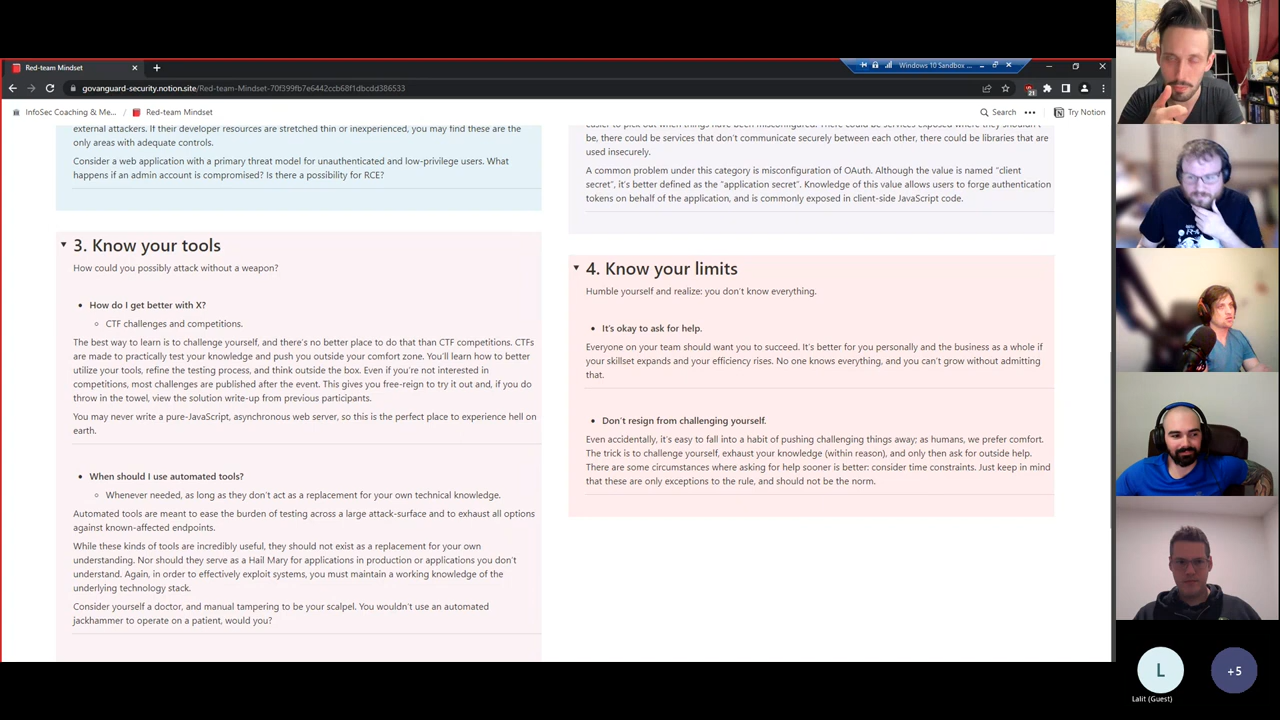 Red-team Mindset
Windows 10 Sandbox ...
govanguard-security.notion.site/Red-team-Mindset-70f399fb7e6442ccb68f1dbcdd386533
21
InfoSec Coaching & Me... / Red-team Mindset
Search
Try Notion
external attackers. If their developer resources are stretched thin or inexperienced, you may find these are the
only areas with adequate controls.
Consider a web application with a primary threat model for unauthenticated and low-privilege users. What
happens if an admin account is compromised? Is there a possibility for RCE?
3. Know your tools
How could you possibly attack without a weapon?
How do I get better with X?
CTF challenges and competitions.
The best way to learn is to challenge yourself, and there's no better place to do that than CTF competitions. CTFs
are made to practically test your knowledge and push you outside your comfort zone. You'll learn how to better
utilize your tools, refine the testing process, and think outside the box. Even if you're not interested in
competitions, most challenges are published after the event. This gives you free-reign to try it out and, if you do
throw in the towel, view the solution write-up from previous participants.
You may never write a pure-JavaScript, asynchronous web server, so this is the perfect place to experience hell on
earth.
When should I use automated tools?
Whenever needed, as long as they don't act as a replacement for your own technical knowledge.
Automated tools are meant to ease the burden of testing across a large attack-surface and to exhaust all options
against known-affected endpoints.
While these kinds of tools are incredibly useful, they should not exist as a replacement for your own
understanding. Nor should they serve as a Hail Mary for applications in production or applications you don't
understand. Again, in order to effectively exploit systems, you must maintain a working knowledge of the
underlying technology stack.
Consider yourself a doctor, and manual tampering to be your scalpel. You wouldn't use an automated
jackhammer to operate on a patient, would you?
easier to pick out when things have been misconfigured. There could be services exposed where they shouldn't
be, there could be services that don't communicate securely between each other, there could be libraries that are
used insecurely.
A common problem under this category is misconfiguration of OAuth. Although the value is named "client
secret", it's better defined as the "application secret". Knowledge of this value allows users to forge authentication
tokens on behalf of the application, and is commonly exposed in client-side JavaScript code.
4. Know your limits
Humble yourself and realize: you don't know everything.
It's okay to ask for help.
Everyone on your team should want you to succeed. It's better for you personally and the business as a whole if
your skillset expands and your efficiency rises. No one knows everything, and you can't grow without admitting
that.
Don't resign from challenging yourself.
Even accidentally, it's easy to fall into a habit of pushing challenging things away; as humans, we prefer comfort.
The trick is to challenge yourself, exhaust your knowledge (within reason), and only then ask for outside help.
There are some circumstances where asking for help sooner is better: consider time constraints. Just keep in mind
that these are only exceptions to the rule, and should not be the norm.
L
+5
Lalit (Guest)